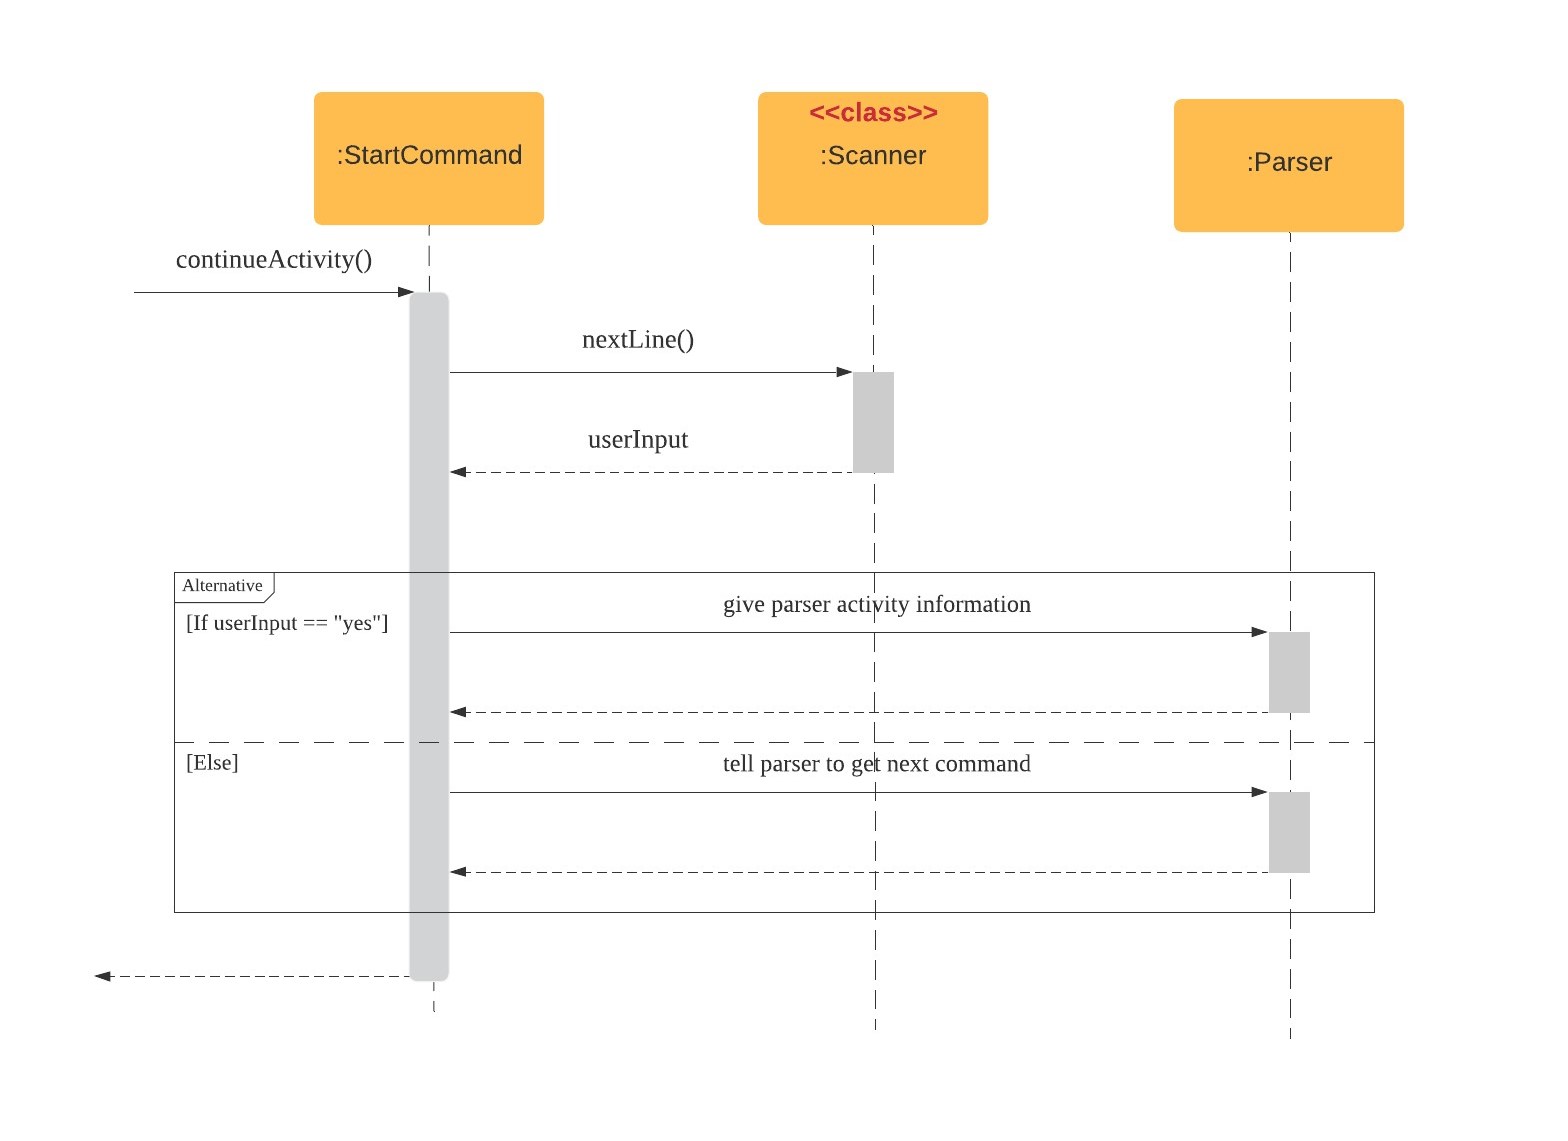 <<class>>
:StartCommand
:Scanner
:Parser
continueActivity()
nextLine()
userInput
Alternative
give parser activity information
[If userInput == "yes"]
[Else]
tell parser to get next command